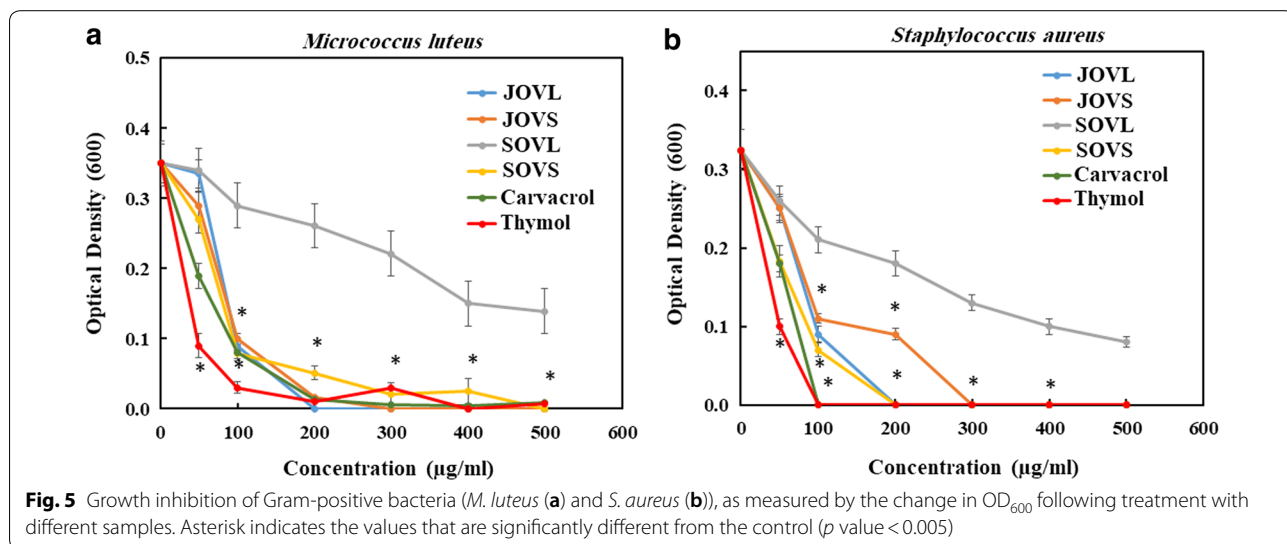 a
Micrococcus luteus
0.5
0.4
0.3
0.2
0.1
0.0
Optical Density (600)
0 100 200 300 400 500 600
Concentration (µg/ml)
JOVL
JOVS
SOVL
SOVS
Carvacrol
Thymol
*
*
*
*
*
*
*
b
Staphylococcus aureus
0.4
0.3
0.2
0.1
0.0
Optical Density (600)
0 100 200 300 400 500 600
Concentration (µg/ml)
JOVL
JOVS
SOVL
SOVS
Carvacrol
Thymol
*
*
*
*
*
*
*
*
Fig. 5 Growth inhibition of Gram-positive bacteria (M. luteus (a) and S. aureus (b)), as measured by the change in OD600 following treatment with
different samples. Asterisk indicates the values that are significantly different from the control (p value < 0.005)